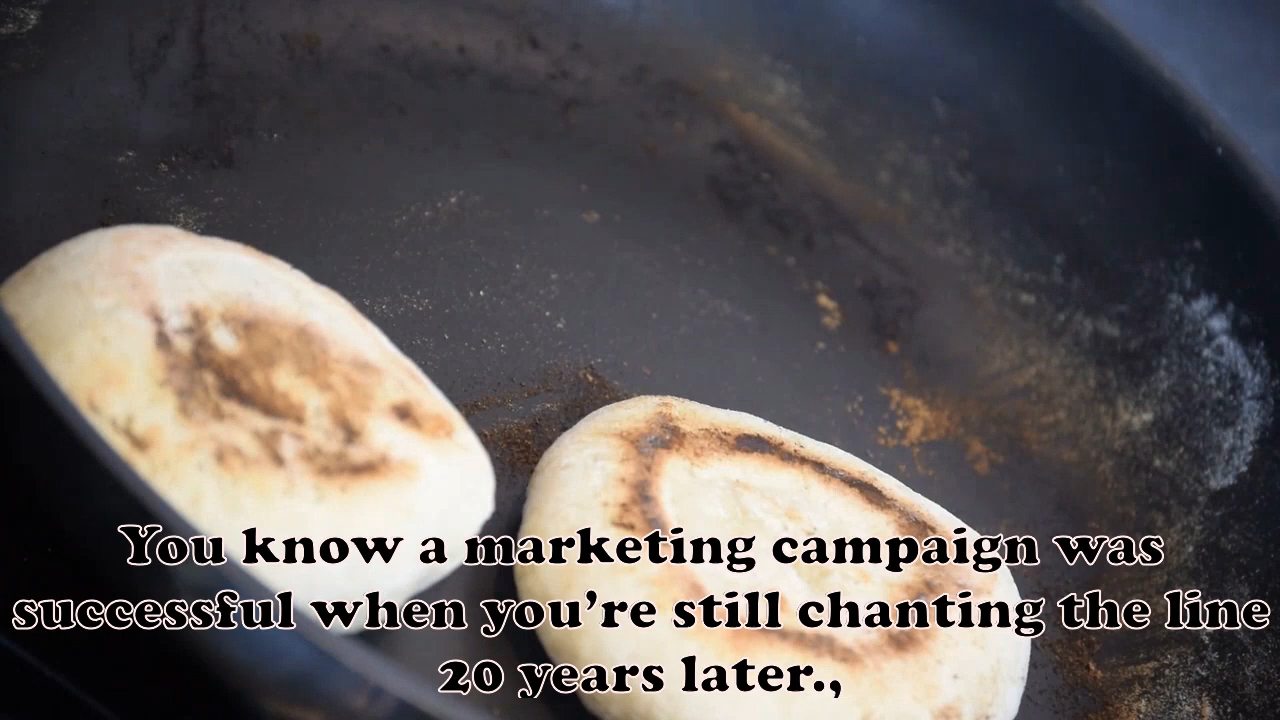 You know a marketing campaign was
successful when you’re still chanting the line
20 years later.,